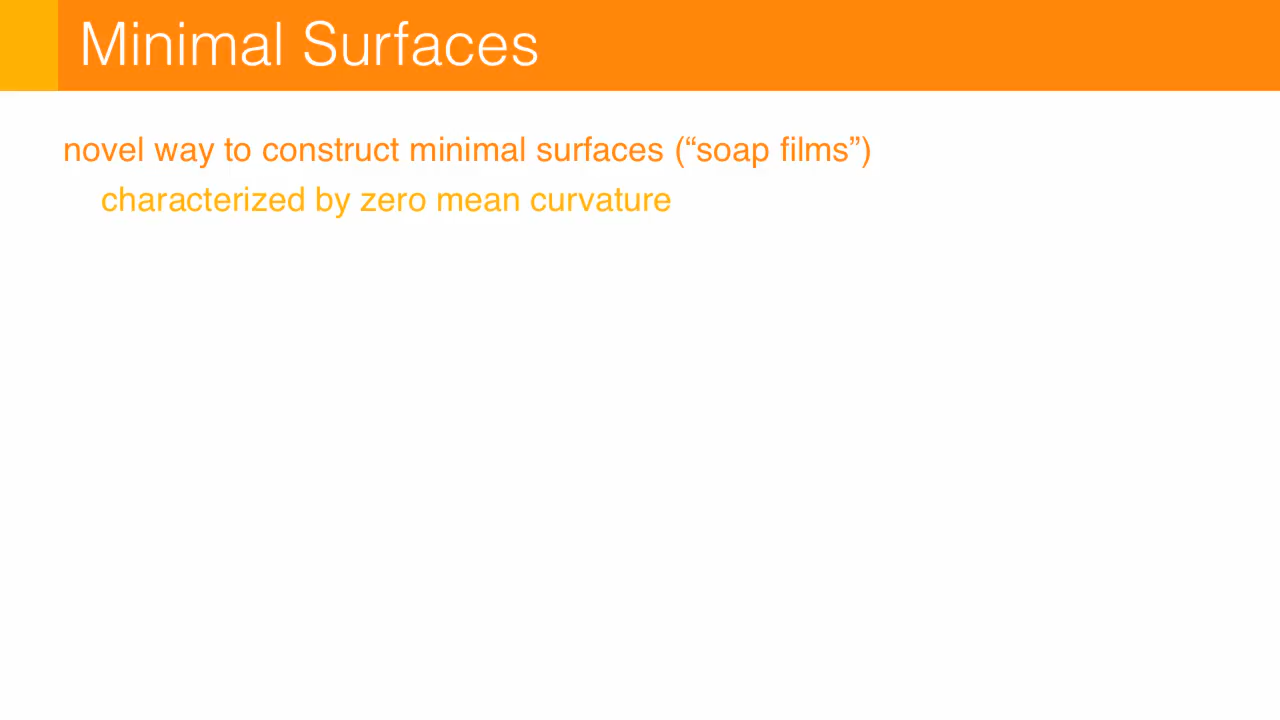 Minimal Surfaces
novel way to construct minimal surfaces (“soap films”)
characterized by zero mean curvature